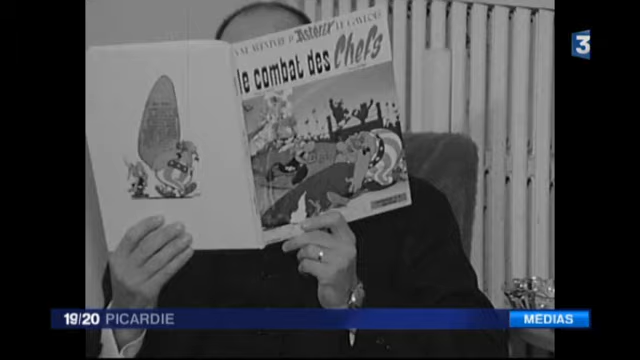 UNE AVENTURE D'ASTÉRIX LE GAULOIS
le combat des Chefs
3
19/20 PICARDIE
MEDIAS